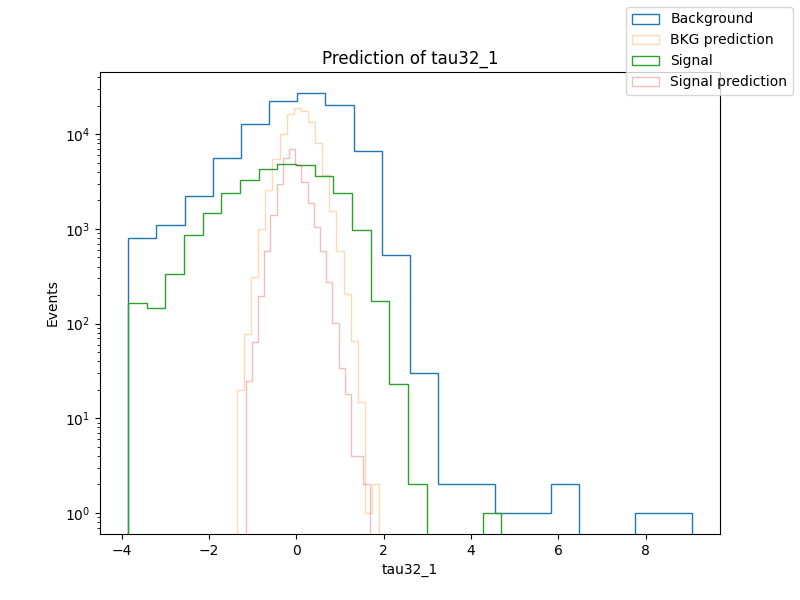 Background
BKG prediction
Signal
Signal prediction
Prediction of tau32_1
Events
10⁴
10³
10²
10¹
10⁰
−4 −2 0 2 4 6 8
tau32_1